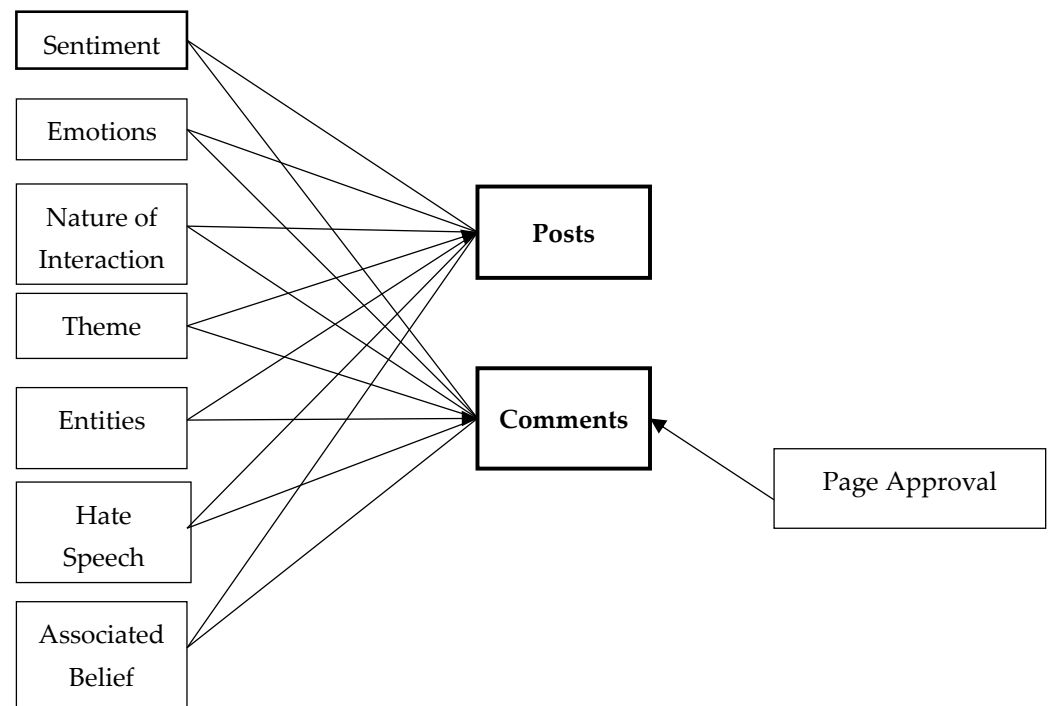 Sentiment
Emotions
Nature of
Interaction
Theme
Entities
Hate
Speech
Associated
Belief
Posts
Comments
Page Approval